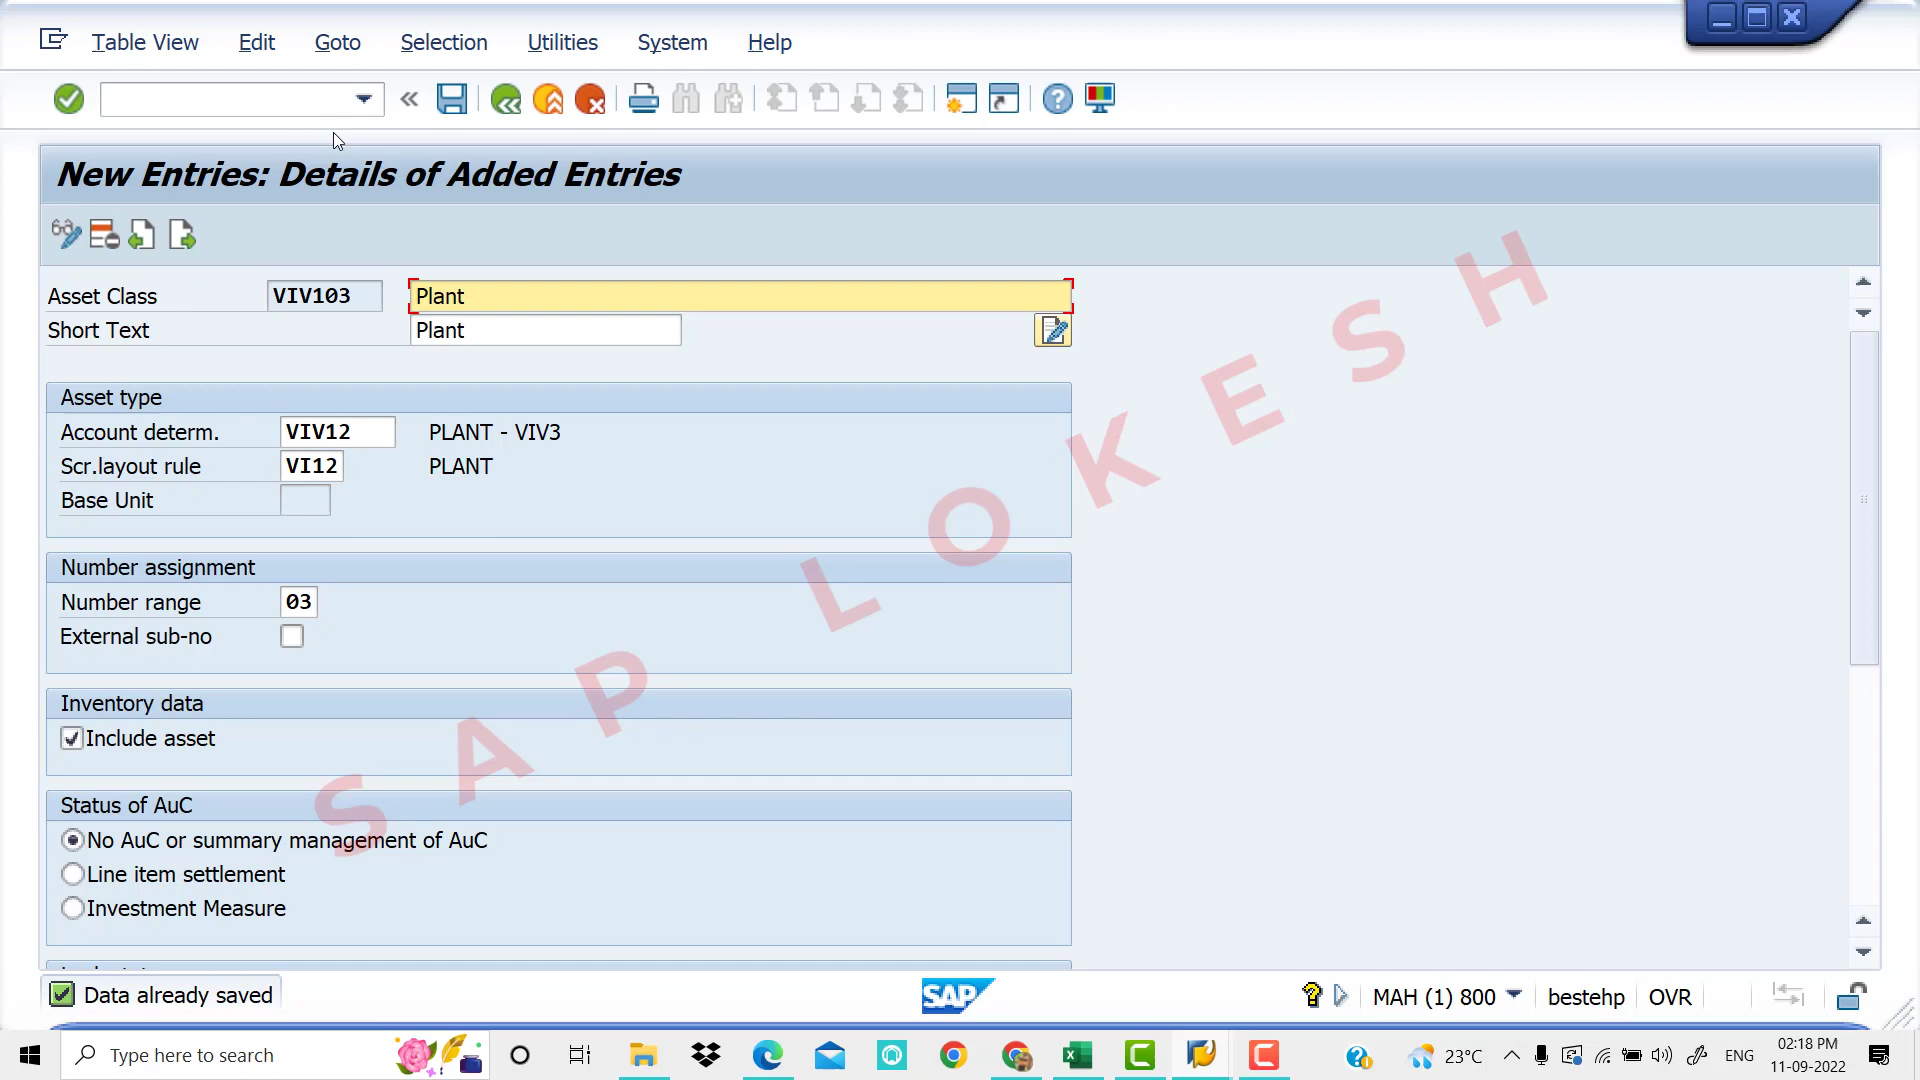 Table View Edit Goto Selection Utilities System Help
New Entries: Details of Added Entries
Asset Class VIV103 Plant
Short Text Plant
Asset type
Account determ. VIV12 PLANT - VIV3
Scr.layout rule VI12 PLANT
Base Unit
Number assignment
Number range 03
External sub-no
Inventory data
Include asset
Status of AuC
No AuC or summary management of AuC
Line item settlement
Investment Measure
SAP LOKESH
Data already saved
SAP
MAH (1) 800 bestehp OVR
Type here to search
23°C
ENG
02:18 PM
11-09-2022